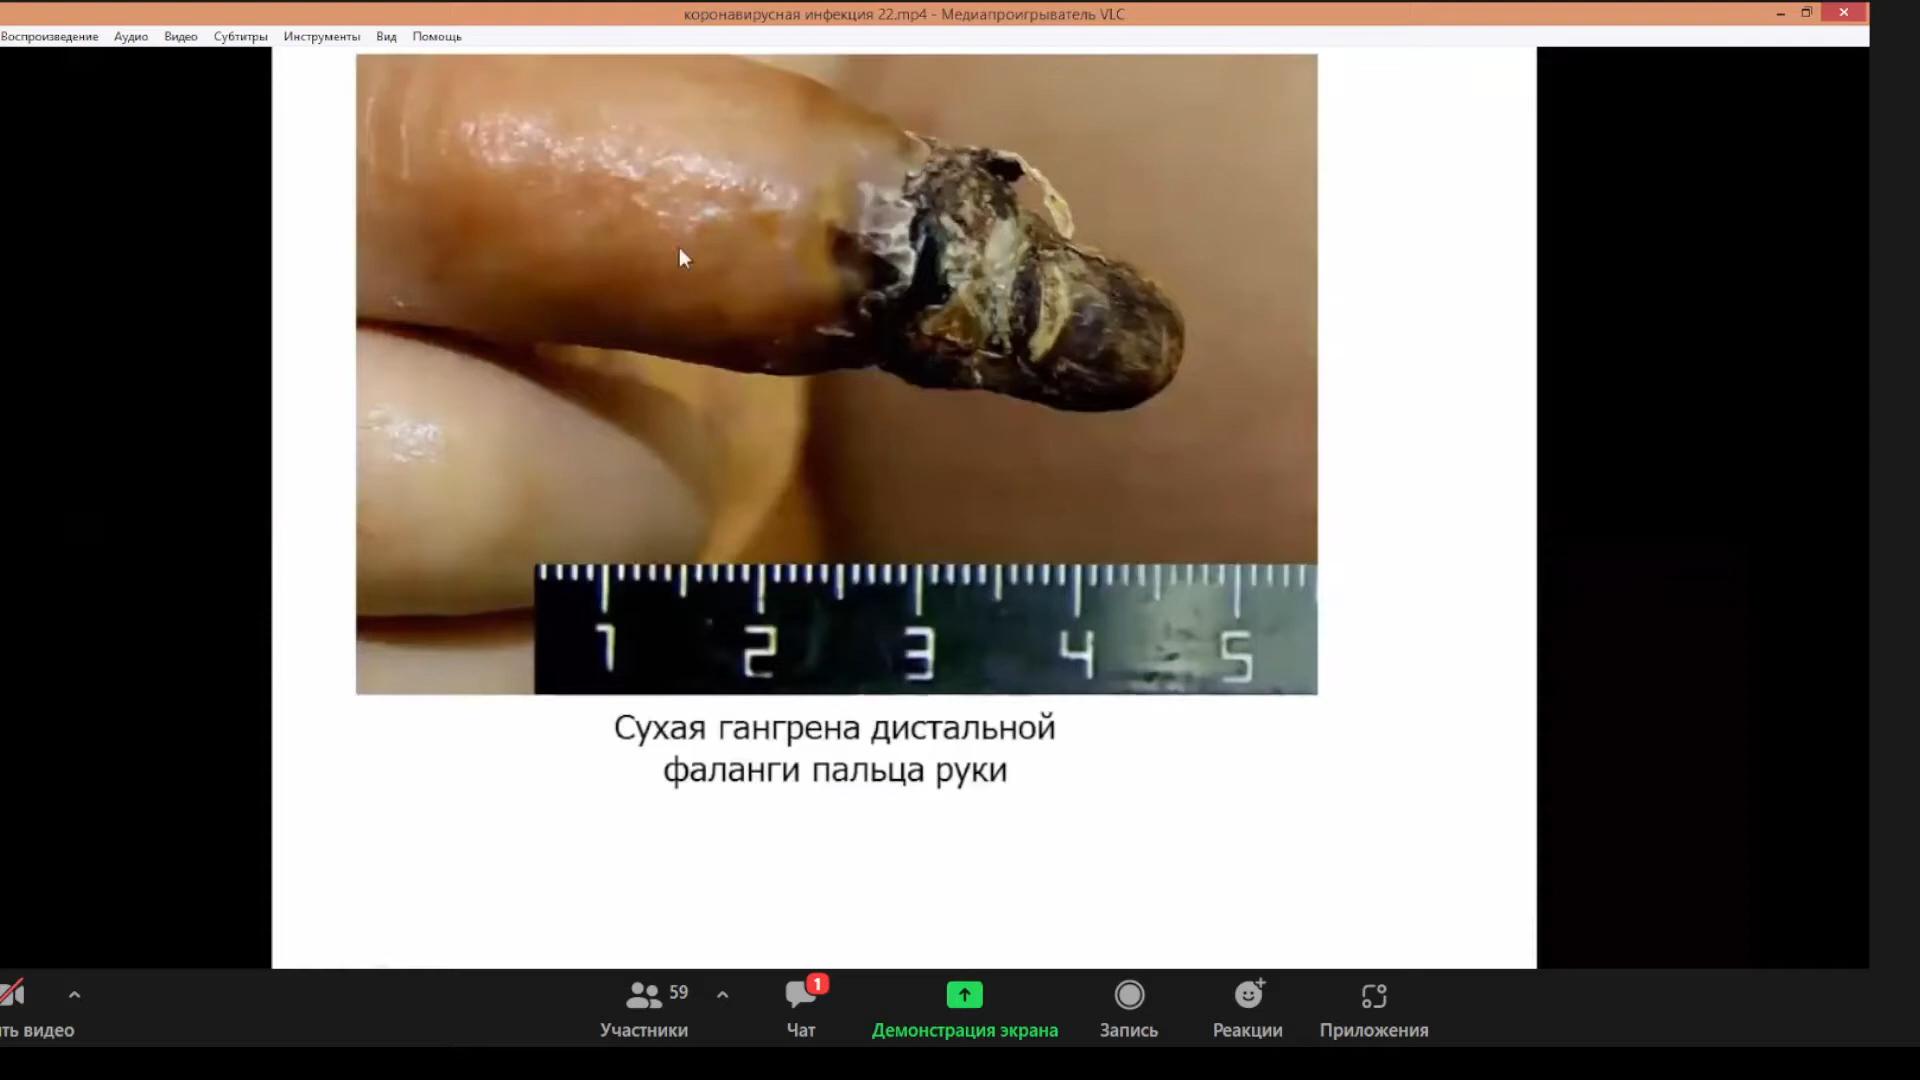 коронавирусная инфекция 22.mp4 - Медиапроигрыватель VLC
Воспроизведение Аудио Видео Субтитры Инструменты Вид Помощь
1 2 3 4 5
Сухая гангрена дистальной
фаланги пальца руки
59
1
ть видео Участники Чат Демонстрация экрана Запись Реакции Приложения